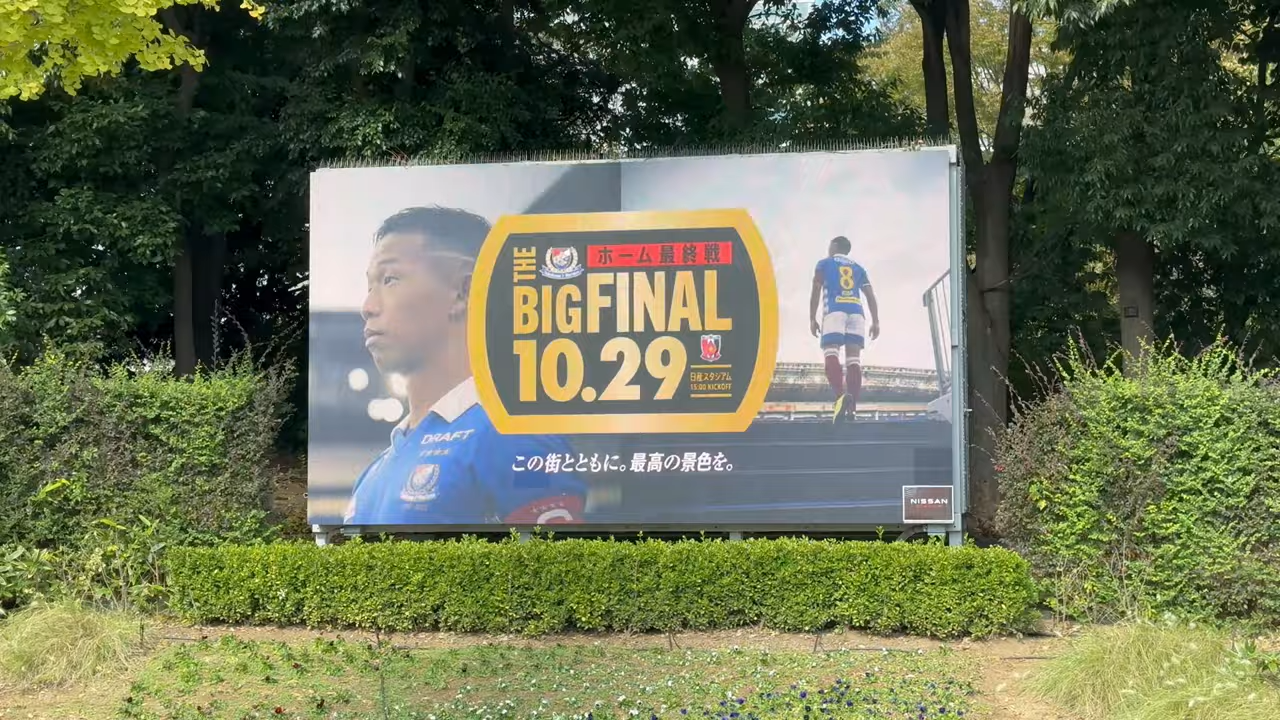 THE
ホーム最終戦
BIG FINAL
10.29
日産スタジアム
15:00 KICKOFF
この街とともに。最高の景色を。
DRAFT
8
NISSAN